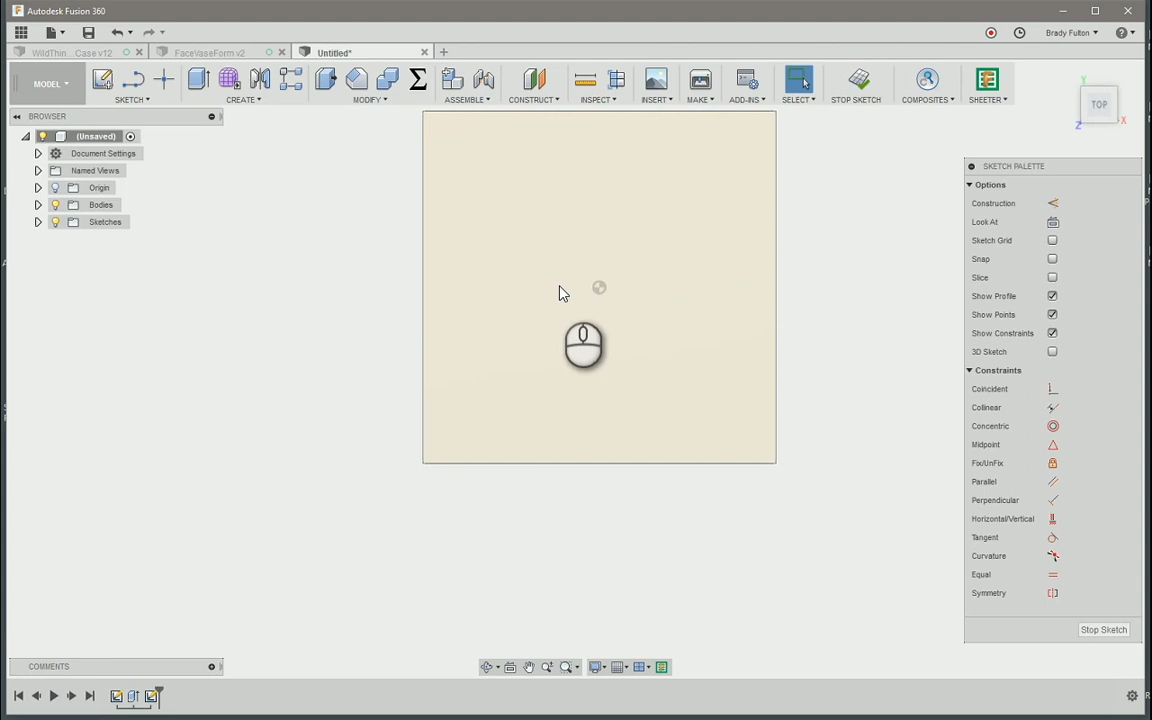 Autodesk Fusion 360
Brady Fulton
WildThin....Case v12
FaceVaseForm v2
Untitled*
MODEL
SKETCH
CREATE
MODIFY
ASSEMBLE
CONSTRUCT
INSPECT
INSERT
MAKE
ADD-INS
SELECT
STOP SKETCH
COMPOSITES
SHEETER
TOP
Y
X
Z
BROWSER
(Unsaved)
Document Settings
Named Views
Origin
Bodies
Sketches
SKETCH PALETTE
Options
Construction
Look At
Sketch Grid
Snap
Slice
Show Profile
Show Points
Show Constraints
3D Sketch
Constraints
Coincident
Collinear
Concentric
Midpoint
Fix/UnFix
Parallel
Perpendicular
Horizontal/Vertical
Tangent
Curvature
Equal
Symmetry
Stop Sketch
COMMENTS